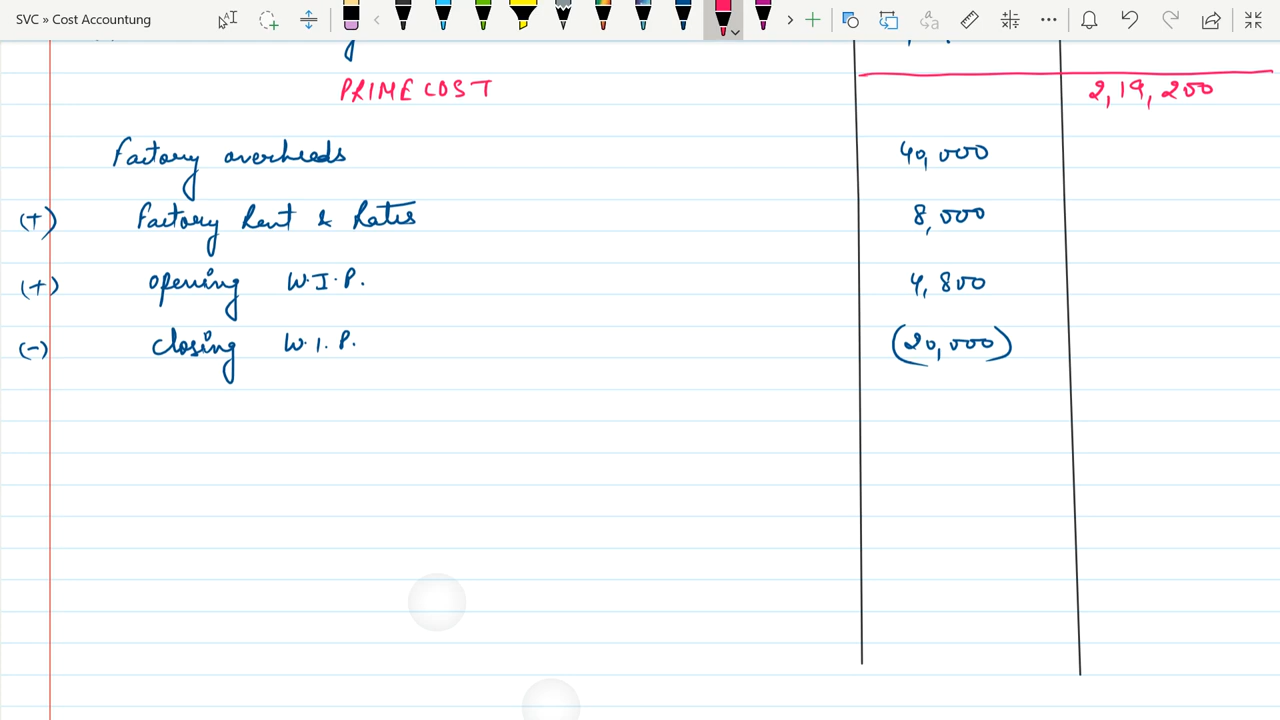 SVC » Cost Accountung
PRIME COST 2,19,200
Factory overheads 40,000
(+) Factory Rent & Rates 8,000
(+) opening W.I.P. 4,800
(-) closing W.I.P. (20,000)